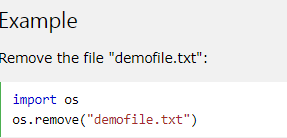 Example
Remove the file "demofile.txt":
import os
os.remove("demofile.txt")